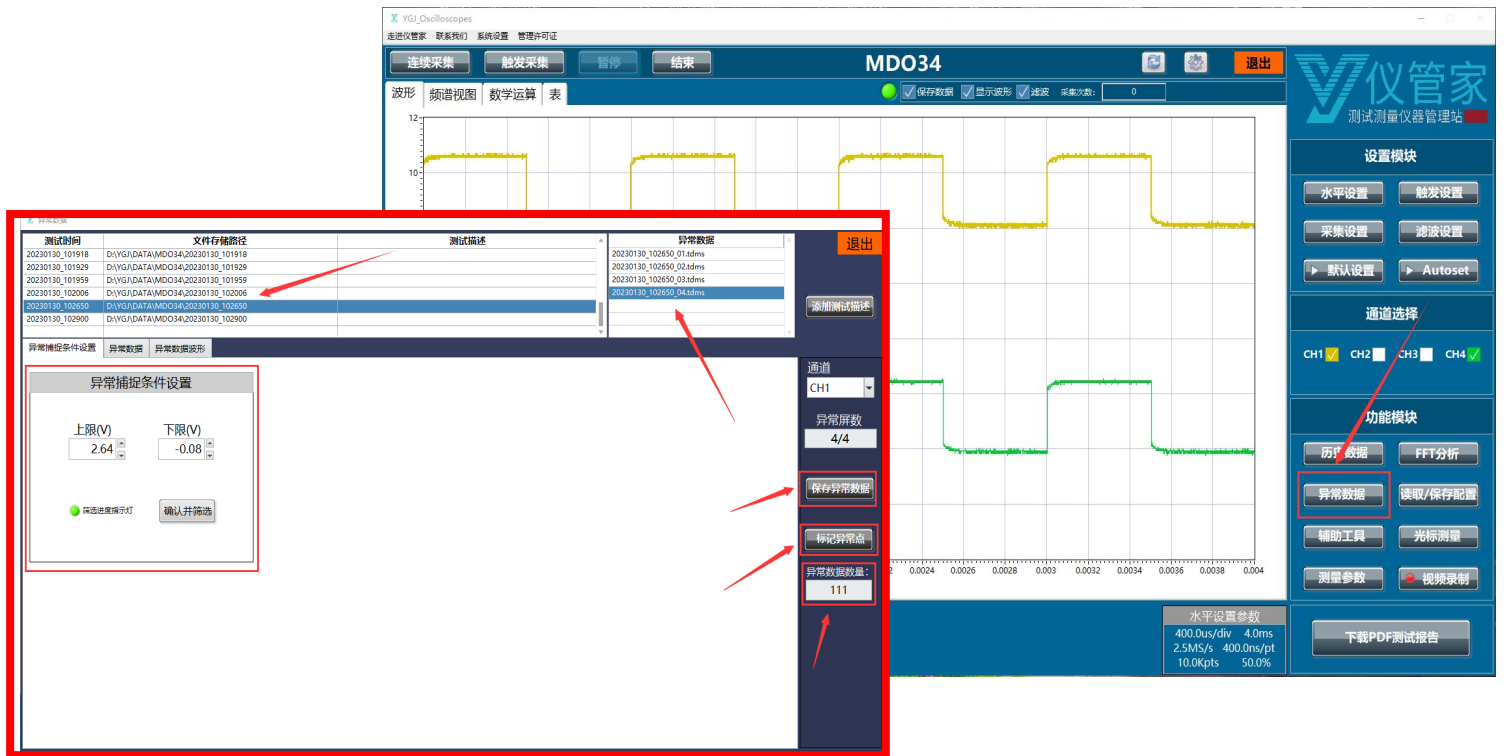 YGJ_Oscilloscopes
走进仪管家 联系我们 系统设置 管理许可证
连续采集 触发采集 暂停 结束 MDO34 退出
波形 频谱视图 数学运算 表 保存数据 显示波形 滤波 采集次数: 0
12
10
0.0024 0.0026 0.0028 0.003 0.0032 0.0034 0.0036 0.0038 0.004
水平设置参数
400.0us/div 4.0ms
2.5MS/s 400.0ns/pt
10.0Kpts 50.0%
仪管家
测试测量仪器管理站
设置模块
水平设置 触发设置
采集设置 滤波设置
默认设置 Autoset
通道选择
CH1 CH2 CH3 CH4
功能模块
历史数据 FFT分析
异常数据 读取/保存配置
辅助工具 光标测量
测量参数 视频录制
下载PDF测试报告
异常数据
测试时间 文件存储路径 测试描述 异常数据
20230130_101918 D:\YGJ\DATA\MDO34\20230130_101918 20230130_102650_01.tdms
20230130_101929 D:\YGJ\DATA\MDO34\20230130_101929 20230130_102650_02.tdms
20230130_101959 D:\YGJ\DATA\MDO34\20230130_101959 20230130_102650_03.tdms
20230130_102006 D:\YGJ\DATA\MDO34\20230130_102006 20230130_102650_04.tdms
20230130_102650 D:\YGJ\DATA\MDO34\20230130_102650
20230130_102900 D:\YGJ\DATA\MDO34\20230130_102900
退出
添加测试描述
异常捕捉条件设置 异常数据 异常数据波形
异常捕捉条件设置
上限(V) 下限(V)
2.64 -0.08
筛选进度指示灯 确认并筛选
通道
CH1
异常屏数
4/4
保存异常数据
标记异常点
异常数据数量:
111